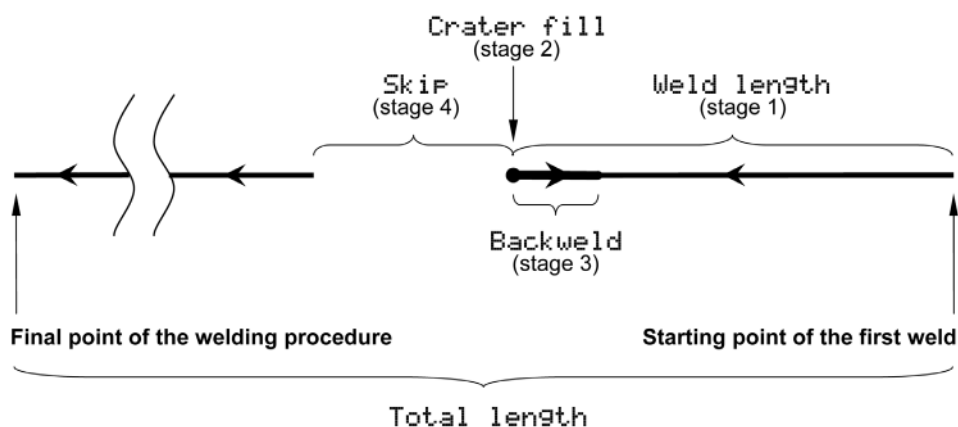 Crater fill
(stage 2)
Skip
(stage 4)
Weld length
(stage 1)
Backweld
(stage 3)
Final point of the welding procedure
Starting point of the first weld
Total length